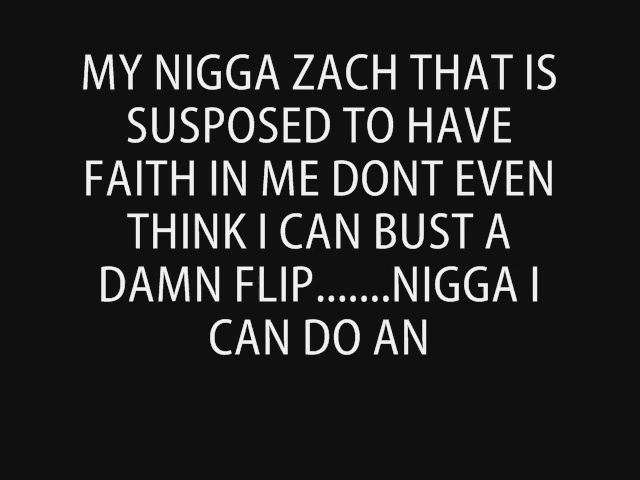 MY NIGGA ZACH THAT IS
SUSPOSED TO HAVE
FAITH IN ME DONT EVEN
THINK I CAN BUST A
DAMN FLIP.......NIGGA I
CAN DO AN